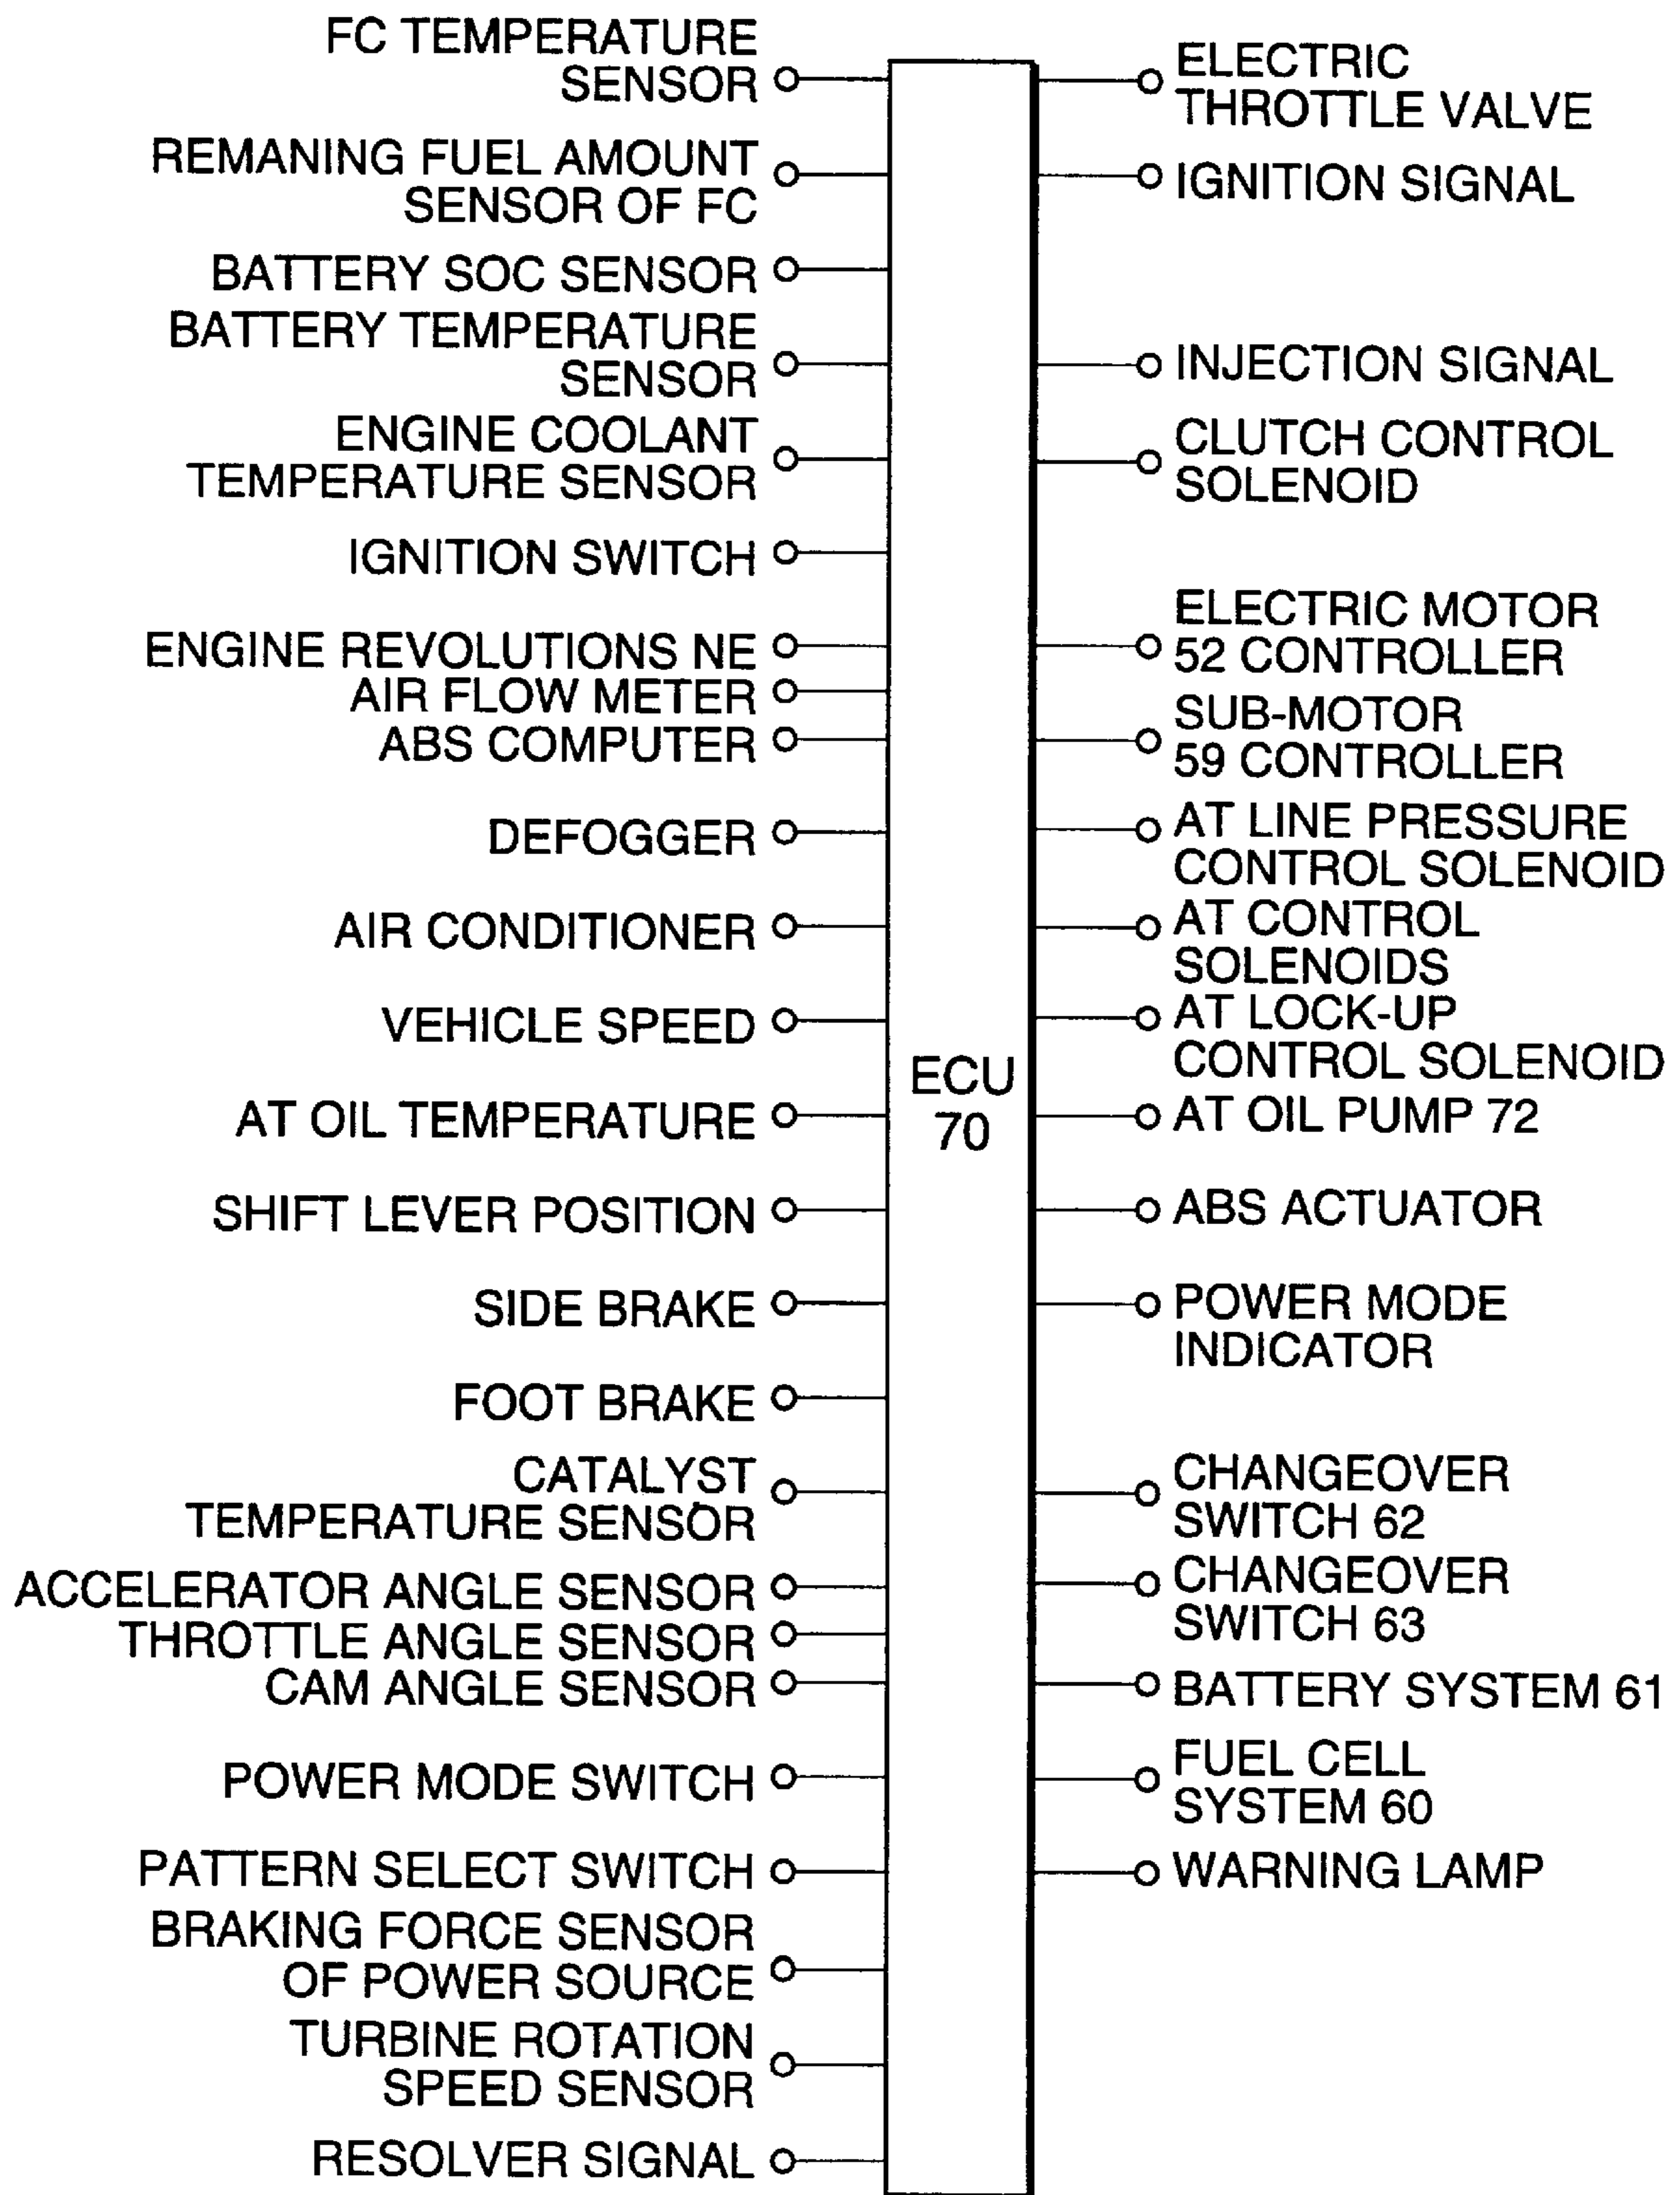 FC TEMPERATURE
SENSOR
REMANING FUEL AMOUNT
SENSOR OF FC
BATTERY SOC SENSOR
BATTERY TEMPERATURE
SENSOR
ENGINE COOLANT
TEMPERATURE SENSOR
IGNITION SWITCH
ENGINE REVOLUTIONS NE
AIR FLOW METER
ABS COMPUTER
DEFOGGER
AIR CONDITIONER
VEHICLE SPEED
AT OIL TEMPERATURE
SHIFT LEVER POSITION
SIDE BRAKE
FOOT BRAKE
CATALYST
TEMPERATURE SENSOR
ACCELERATOR ANGLE SENSOR
THROTTLE ANGLE SENSOR
CAM ANGLE SENSOR
POWER MODE SWITCH
PATTERN SELECT SWITCH
BRAKING FORCE SENSOR
OF POWER SOURCE
TURBINE ROTATION
SPEED SENSOR
RESOLVER SIGNAL
ECU
70
ELECTRIC
THROTTLE VALVE
IGNITION SIGNAL
INJECTION SIGNAL
CLUTCH CONTROL
SOLENOID
ELECTRIC MOTOR
52 CONTROLLER
SUB-MOTOR
59 CONTROLLER
AT LINE PRESSURE
CONTROL SOLENOID
AT CONTROL
SOLENOIDS
AT LOCK-UP
CONTROL SOLENOID
AT OIL PUMP 72
ABS ACTUATOR
POWER MODE
INDICATOR
CHANGEOVER
SWITCH 62
CHANGEOVER
SWITCH 63
BATTERY SYSTEM 61
FUEL CELL
SYSTEM 60
WARNING LAMP